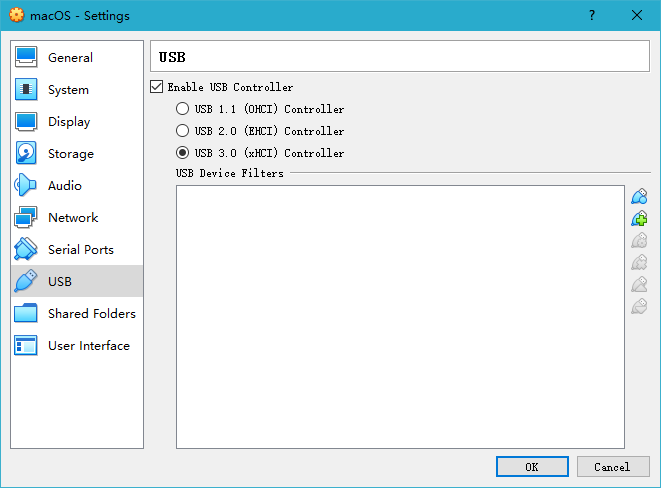 macOS - Settings
?
General
System
Display
Storage
Audio
Network
Serial Ports
USB
Shared Folders
User Interface
USB
Enable USB Controller
USB 1.1 (OHCI) Controller
USB 2.0 (EHCI) Controller
USB 3.0 (xHCI) Controller
USB Device Filters
OK
Cancel